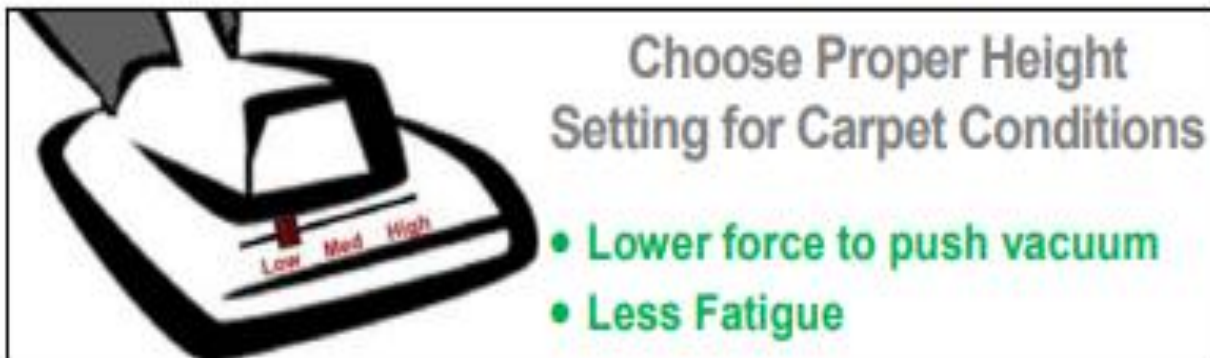 Choose Proper Height
Setting for Carpet Conditions
• Lower force to push vacuum
• Less Fatigue
Low Med High